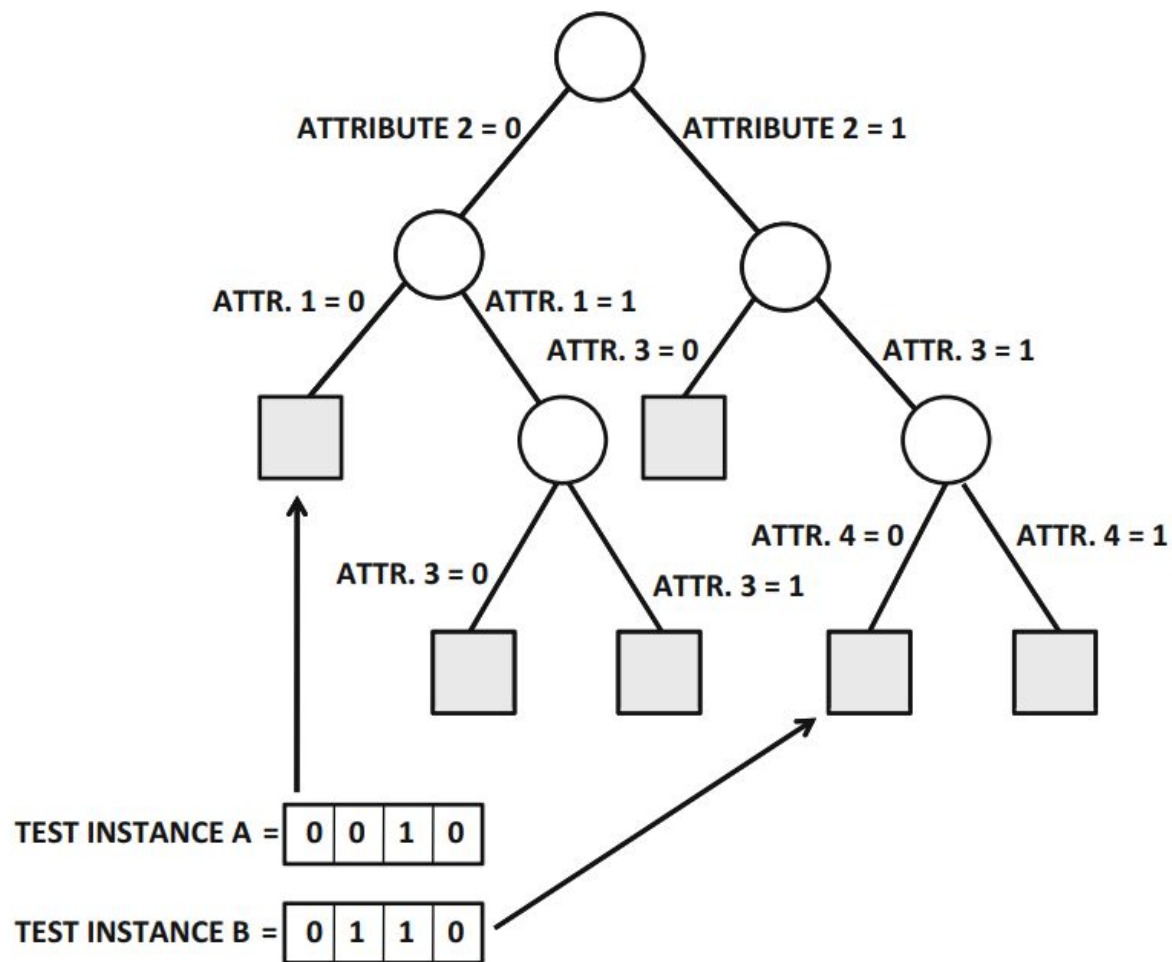 ATTRIBUTE 2 = 0
ATTRIBUTE 2 = 1
ATTR. 1 = 0
ATTR. 1 = 1
ATTR. 3 = 0
ATTR. 3 = 1
ATTR. 3 = 0
ATTR. 3 = 1
ATTR. 4 = 0
ATTR. 4 = 1
TEST INSTANCE A = 0 0 1 0
TEST INSTANCE B = 0 1 1 0